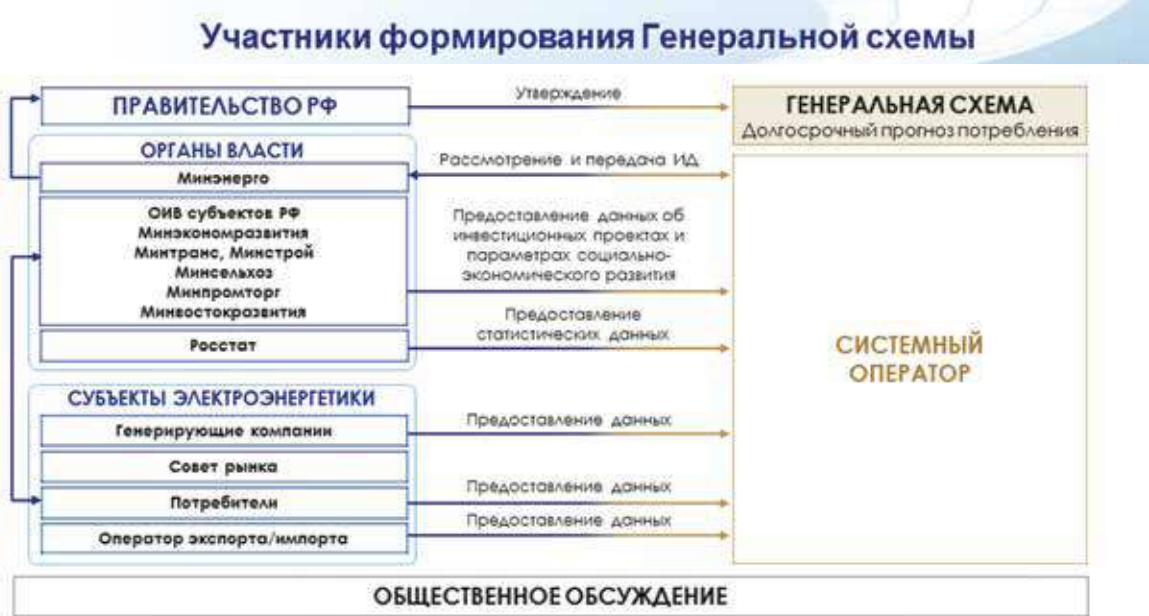 Участники формирования Генеральной схемы
ПРАВИТЕЛЬСТВО РФ
Утверждение
ГЕНЕРАЛЬНАЯ СХЕМА
Долгосрочный прогноз потребления
ОРГАНЫ ВЛАСТИ
Минэнерго
Рассмотрение и передача ИД
ОИВ субъектов РФ
Минэкономразвития
Минтранс, Минстрой
Минсельхоз
Минпромторг
Минвостокразвития
Предоставление данных об
инвестиционных проектах и
параметрах социально-
экономического развития
Росстат
Предоставление
статистических данных
СИСТЕМНЫЙ
ОПЕРАТОР
СУБЪЕКТЫ ЭЛЕКТРОЭНЕРГЕТИКИ
Генерирующие компании
Предоставление данных
Совет рынка
Потребители
Предоставление данных
Оператор экспорта/импорта
Предоставление данных
ОБЩЕСТВЕННОЕ ОБСУЖДЕНИЕ